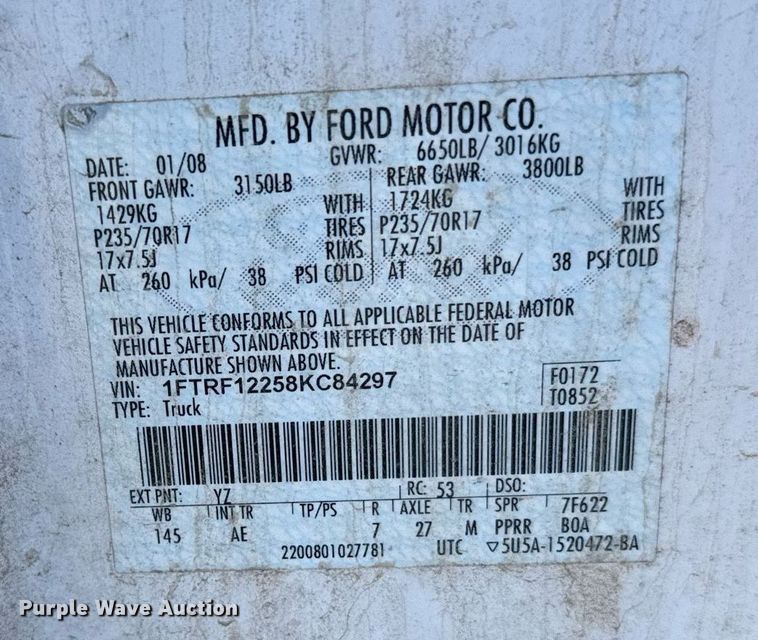 MFD. BY FORD MOTOR CO.
DATE: 01/08 GVWR: 6650LB/ 3016KG
FRONT GAWR: 3150LB REAR GAWR: 3800LB
1429KG WITH 1724KG WITH
P235/70R17 TIRES P235/70R17 TIRES
17x7.5J RIMS 17x7.5J RIMS
AT 260 kPa/ 38 PSI COLD AT 260 kPa/ 38 PSI COLD
THIS VEHICLE CONFORMS TO ALL APPLICABLE FEDERAL MOTOR
VEHICLE SAFETY STANDARDS IN EFFECT ON THE DATE OF
MANUFACTURE SHOWN ABOVE.
VIN: 1FTRF12258KC84297 F0172
TYPE: Truck T0852
EXT PNT: YZ RC: 53 DSO:
WB INT TR TP/PS R AXLE TR SPR 7F622
145 AE 7 27 M PPRR BOA
2200801027781 UTC ▽5U5A-1520472-BA
Purple Wave Auction